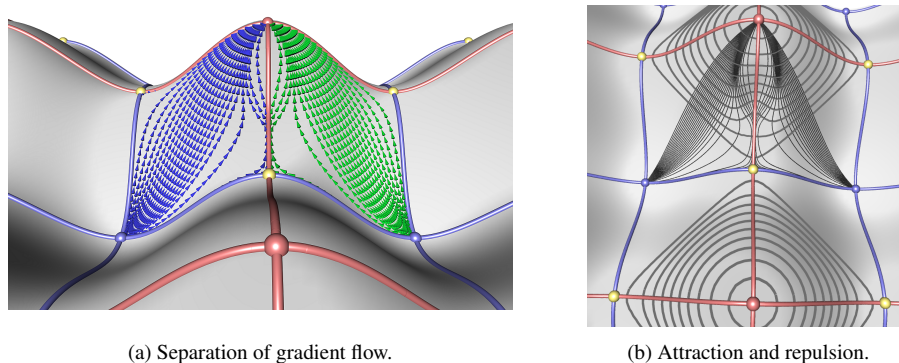 (a) Separation of gradient flow.
(b) Attraction and repulsion.